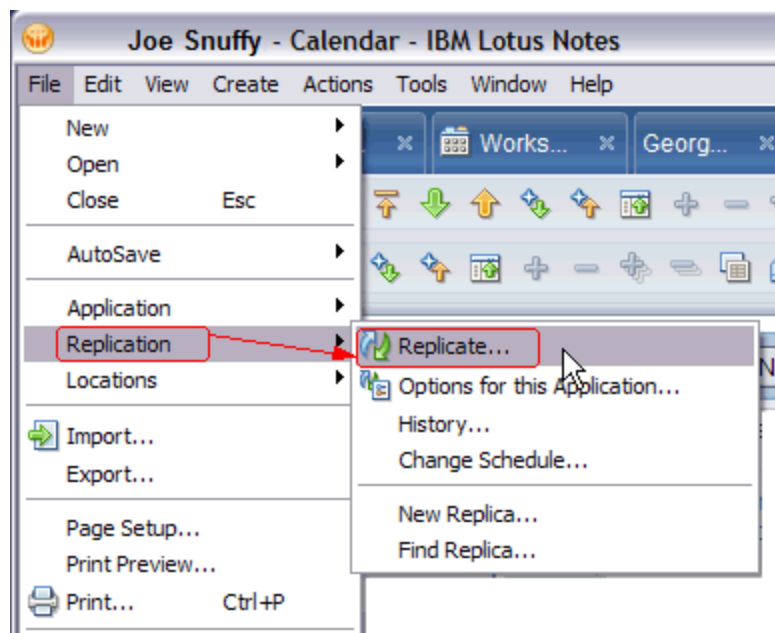 Joe Snuffy - Calendar - IBM Lotus Notes
File Edit View Create Actions Tools Window Help
Works... Georg...
New
Open
Close Esc
AutoSave
Application
Replication
Locations
Import...
Export...
Page Setup...
Print Preview...
Print... Ctrl+P
Replicate...
Options for this Application...
History...
Change Schedule...
New Replica...
Find Replica...
N